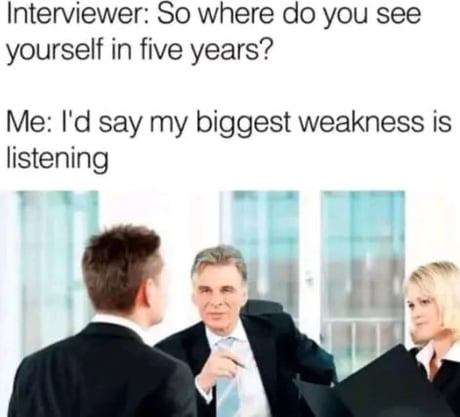 Interviewer: So where do you see
yourself in five years?
Me: I'd say my biggest weakness is
listening